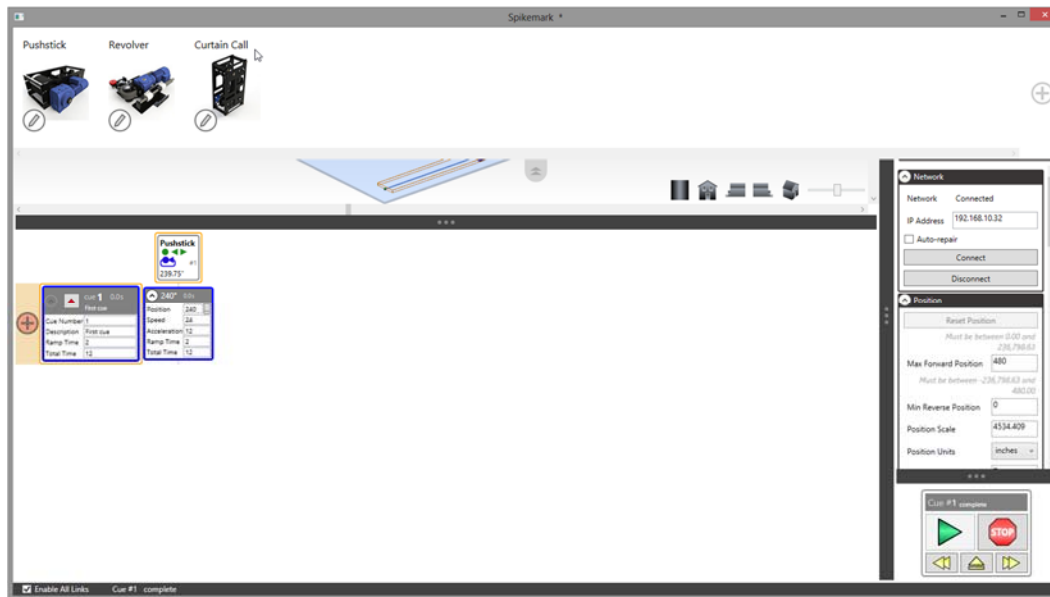 Spikemark *
Pushstick Revolver Curtain Call
Network
Network Connected
IP Address 192.168.10.32
Auto-repair
Connect
Disconnect
Position
Reset Position
Must be between 0.00 and
Max Forward Position 480
480.00
Min Reverse Position 0
Position Scale 4534.409
Position Units inches
Pushstick
#1
239.75"
cue 1 0.0s
First cue
Cue Number 1
Description First cue
Ramp Time 2
Total Time 12
240" 0.0s
Position 240
Speed 24
Acceleration 12
Ramp Time 2
Total Time 12
Cue #1 complete
STOP
Enable All Links Cue #1 complete